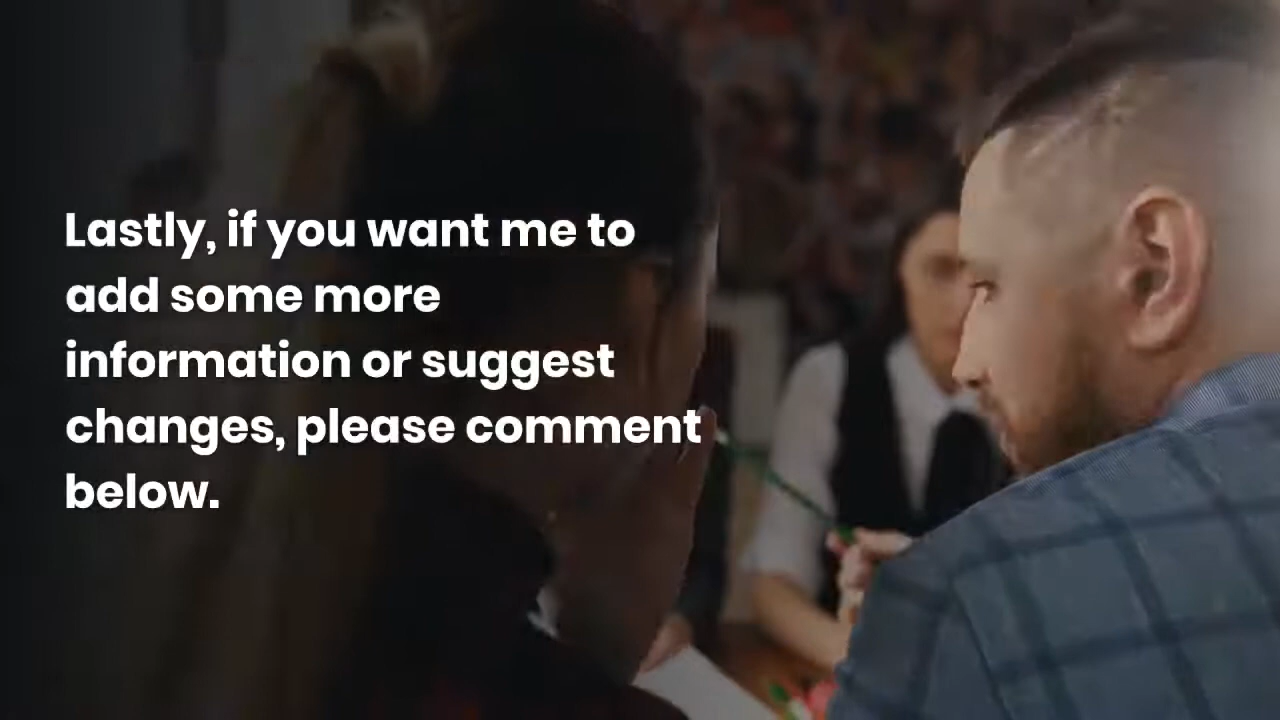 Lastly, if you want me to
add some more
information or suggest
changes, please comment
below.